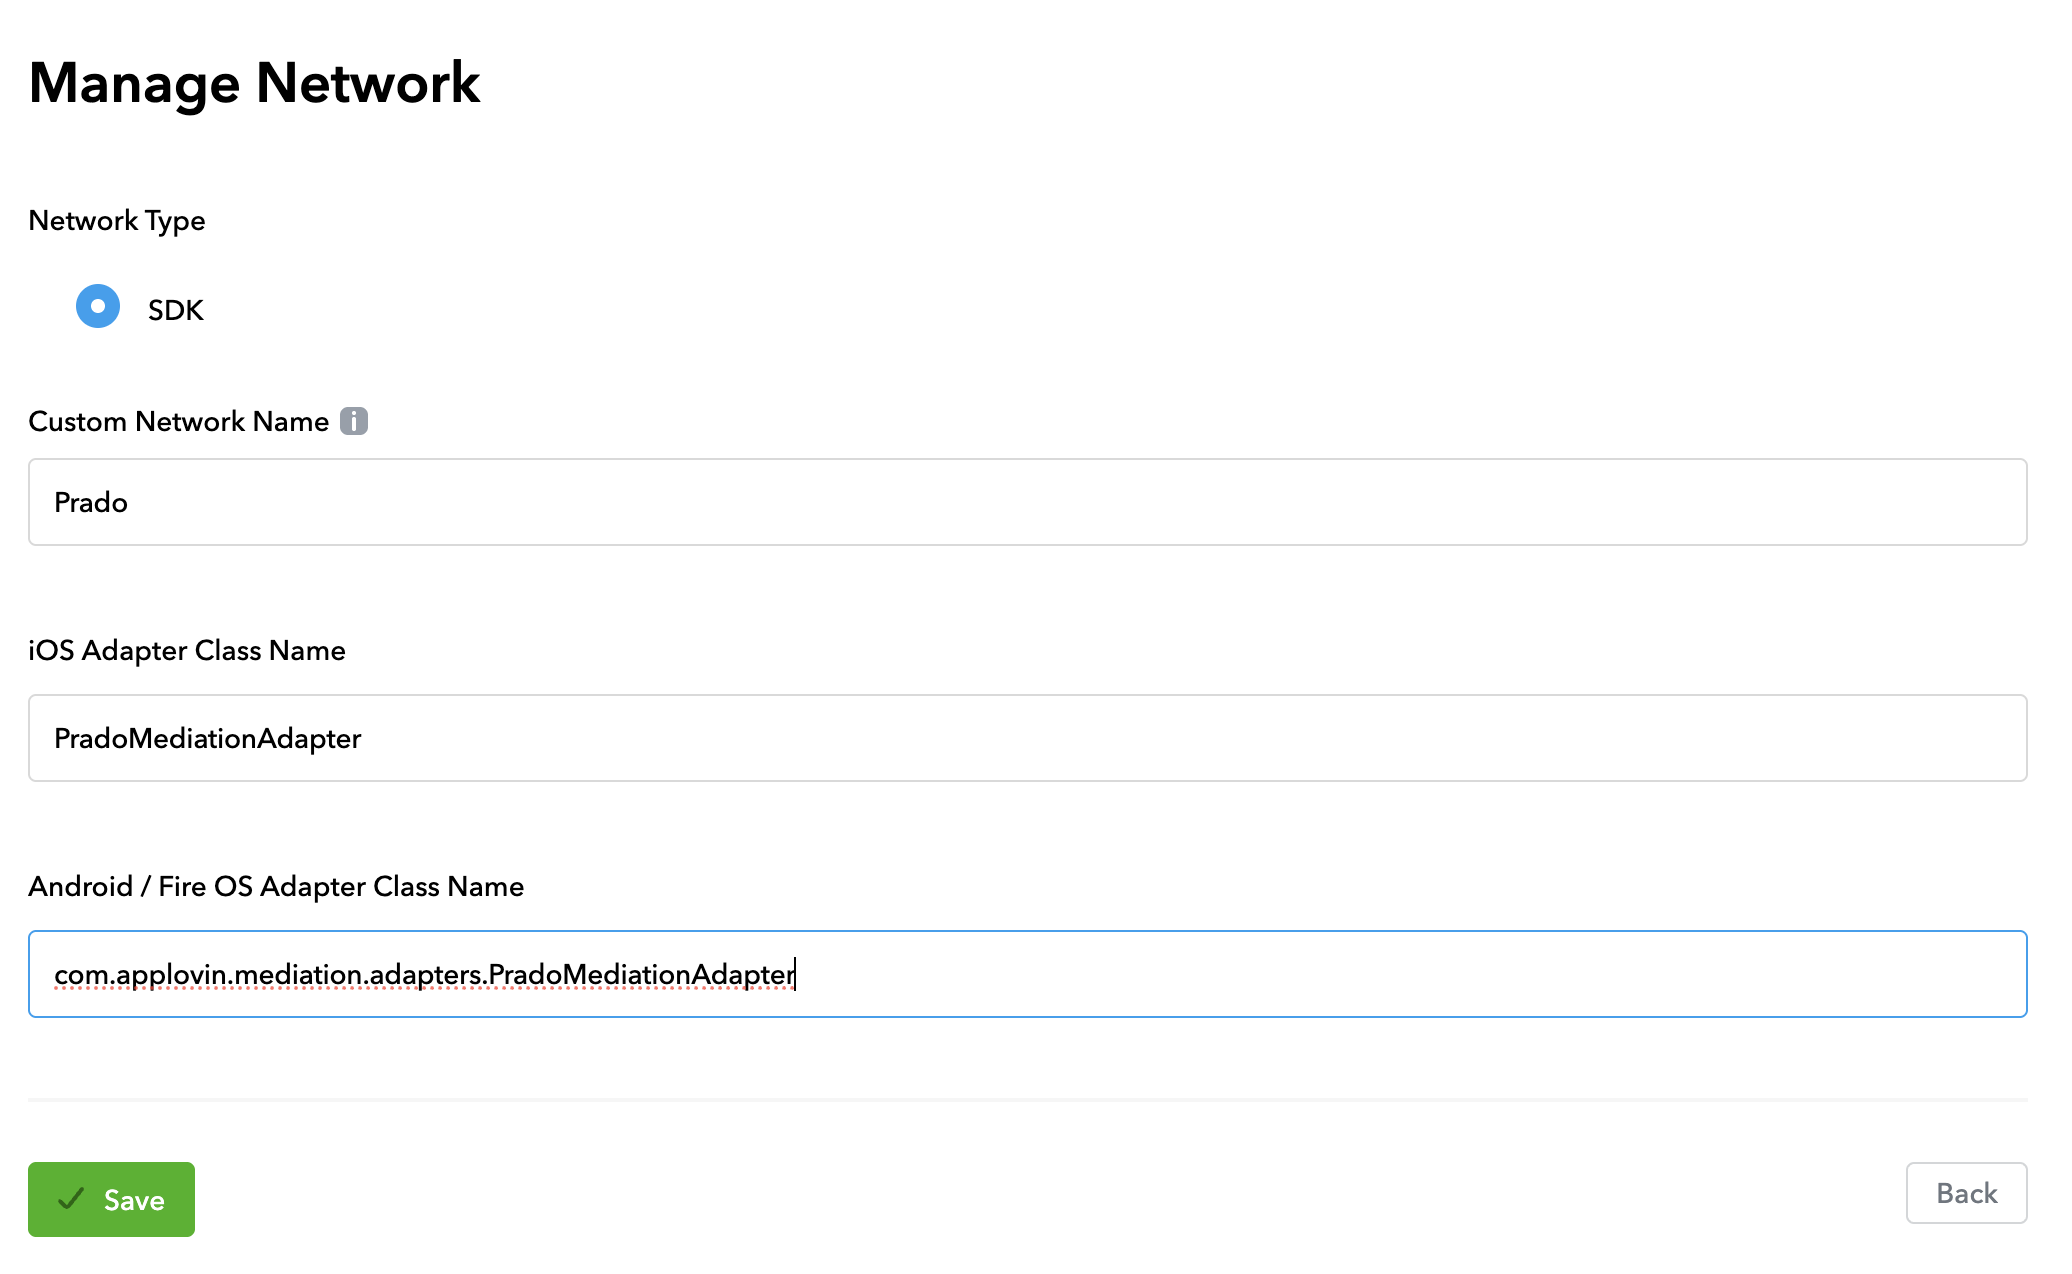 Manage Network
Network Type
SDK
Custom Network Name i
Prado
iOS Adapter Class Name
PradoMediationAdapter
Android / Fire OS Adapter Class Name
com.applovin.mediation.adapters.PradoMediationAdapter
Save
Back